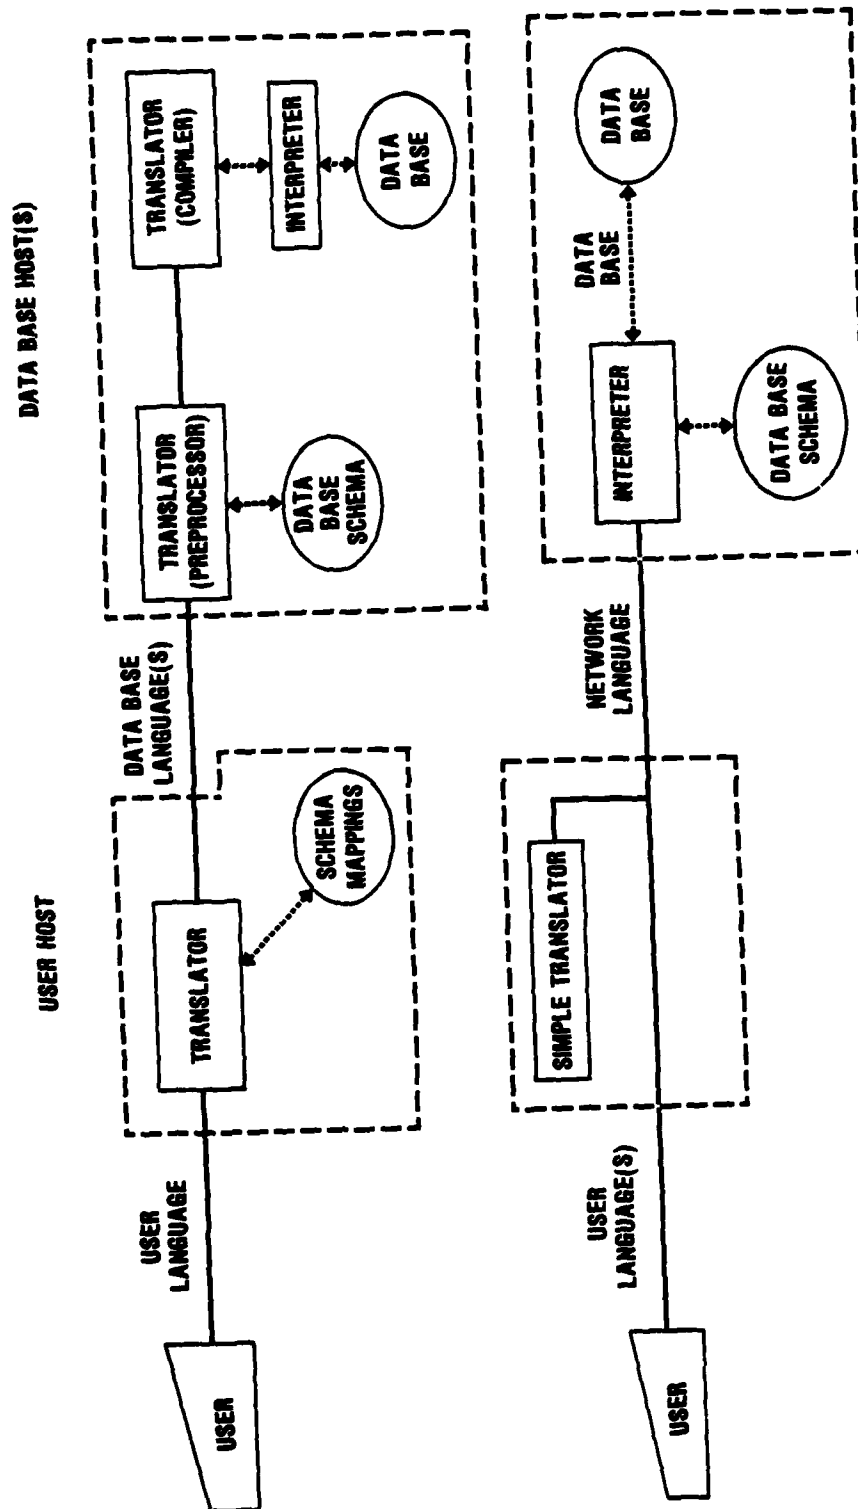 USER HOST
DATA BASE HOST(S)
USER
USER
LANGUAGE
TRANSLATOR
SCHEMA
MAPPINGS
DATA BASE
LANGUAGE(S)
TRANSLATOR
(PREPROCESSOR)
DATA
BASE
SCHEMA
TRANSLATOR
(COMPILER)
INTERPRETER
DATA
BASE
USER
USER
LANGUAGE(S)
SIMPLE TRANSLATOR
NETWORK
LANGUAGE
INTERPRETER
DATA BASE
SCHEMA
DATA
BASE
DATA
BASE